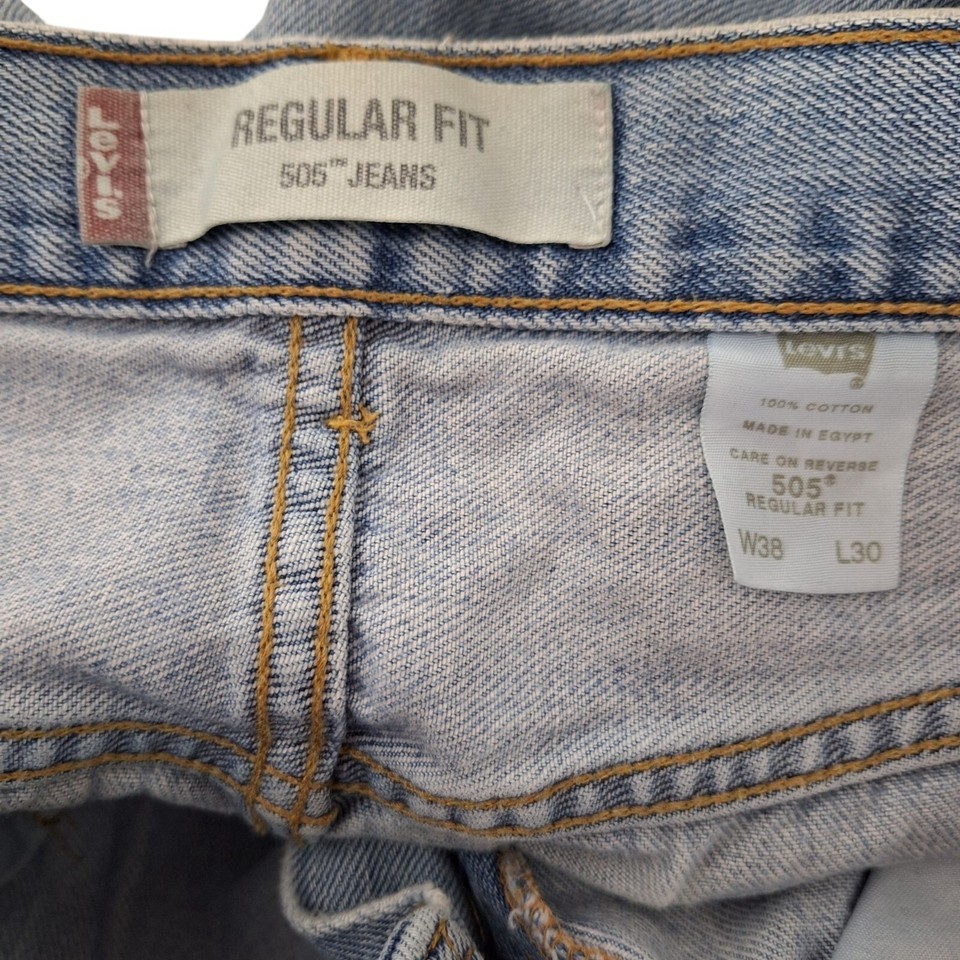 Levi's
REGULAR FIT
505™ JEANS
Levi's
®
100% COTTON
MADE IN EGYPT
CARE ON REVERSE
505®
REGULAR FIT
W38 L30